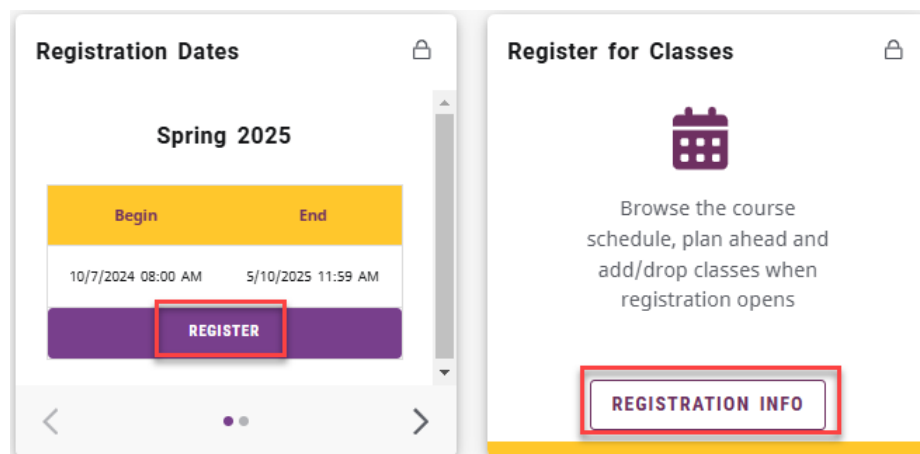 Registration Dates
Spring 2025
Begin End
10/7/2024 08:00 AM 5/10/2025 11:59 AM
REGISTER
Register for Classes
Browse the course
schedule, plan ahead and
add/drop classes when
registration opens
REGISTRATION INFO